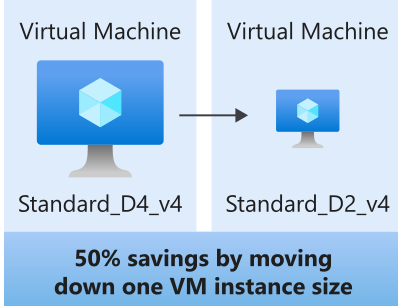 Virtual Machine
Virtual Machine
Standard_D4_v4
Standard_D2_v4
50% savings by moving
down one VM instance size